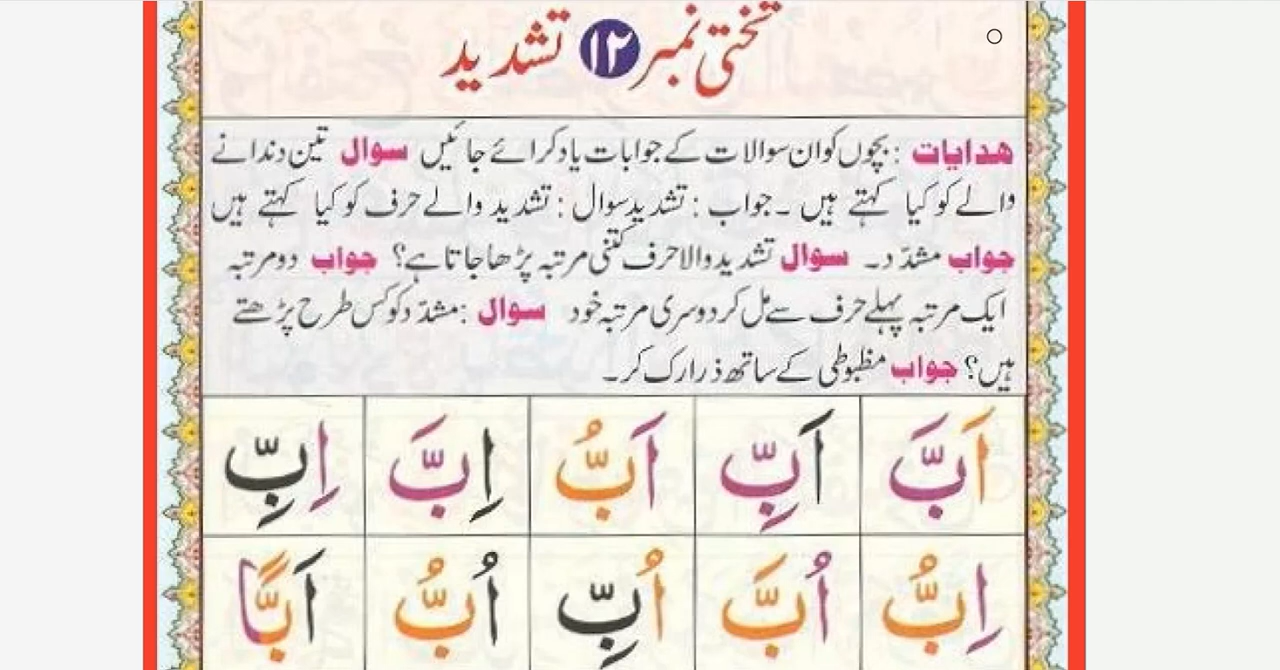 تختی نمبر ۱۲ تشدید
ھدایات : بچوں کو ان سوالات کے جوابات یاد کرائے جائیں سوال تین دندانے
والے کو کیا کہتے ہیں ۔ جواب : تشدید سوال : تشدید والے حرف کو کیا کہتے ہیں
جواب مشدّد۔ سوال تشدید والا حرف کتنی مرتبہ پڑھا جاتا ہے؟ جواب دو مرتبہ
ایک مرتبہ پہلے حرف سے مل کر دوسری مرتبہ خود سوال : مشدّد کو کس طرح پڑھتے
ہیں؟ جواب مظبوطی کے ساتھ ذرا رک کر۔
اَبَّ اَبِّ اَبُّ اِبَّ اِبِّ
اِبُّ اُبَّ اُبِّ اُبُّ اَبًّا